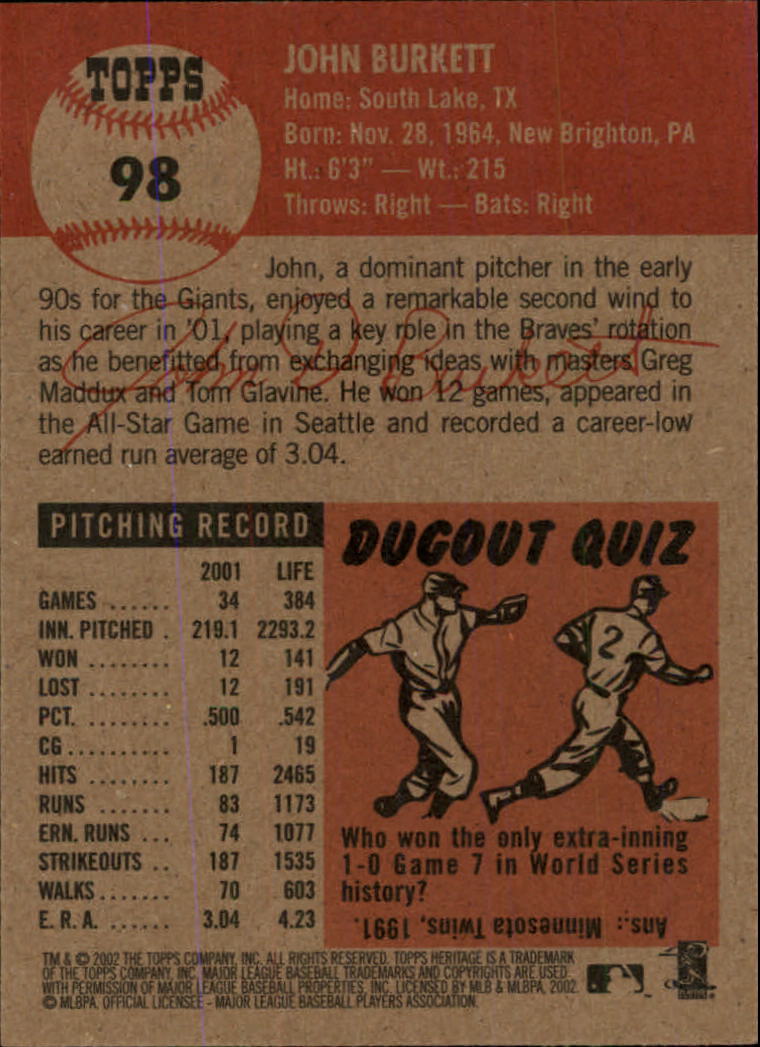 TOPPS
98
JOHN BURKETT
Home: South Lake, TX
Born: Nov. 28, 1964, New Brighton, PA
Ht.: 6'3" — Wt.: 215
Throws: Right — Bats: Right
John, a dominant pitcher in the early
90s for the Giants, enjoyed a remarkable second wind to
his career in '01, playing a key role in the Braves' rotation
as he benefitted from exchanging ideas with masters Greg
Maddux and Tom Glavine. He won 12 games, appeared in
the All-Star Game in Seattle and recorded a career-low
earned run average of 3.04.
John D Burkett
PITCHING RECORD
2001 LIFE
GAMES ...... 34 384
INN. PITCHED . 219.1 2293.2
WON ........ 12 141
LOST ........ 12 191
PCT. ........ .500 .542
CG .......... 1 19
HITS ........ 187 2465
RUNS ....... 83 1173
ERN. RUNS ... 74 1077
STRIKEOUTS .. 187 1535
WALKS ....... 70 603
E. R. A. ...... 3.04 4.23
DUGOUT QUIZ
2
Who won the only extra-inning
1-0 Game 7 in World Series
history?
Ans.: Minnesota Twins, 1991.
TM & © 2002 THE TOPPS COMPANY, INC. ALL RIGHTS RESERVED. TOPPS HERITAGE IS A TRADEMARK
OF THE TOPPS COMPANY, INC. MAJOR LEAGUE BASEBALL TRADEMARKS AND COPYRIGHTS ARE USED
WITH PERMISSION OF MAJOR LEAGUE BASEBALL PROPERTIES, INC. LICENSED BY MLB & MLBPA, 2002.
© MLBPA. OFFICIAL LICENSEE - MAJOR LEAGUE BASEBALL PLAYERS ASSOCIATION.